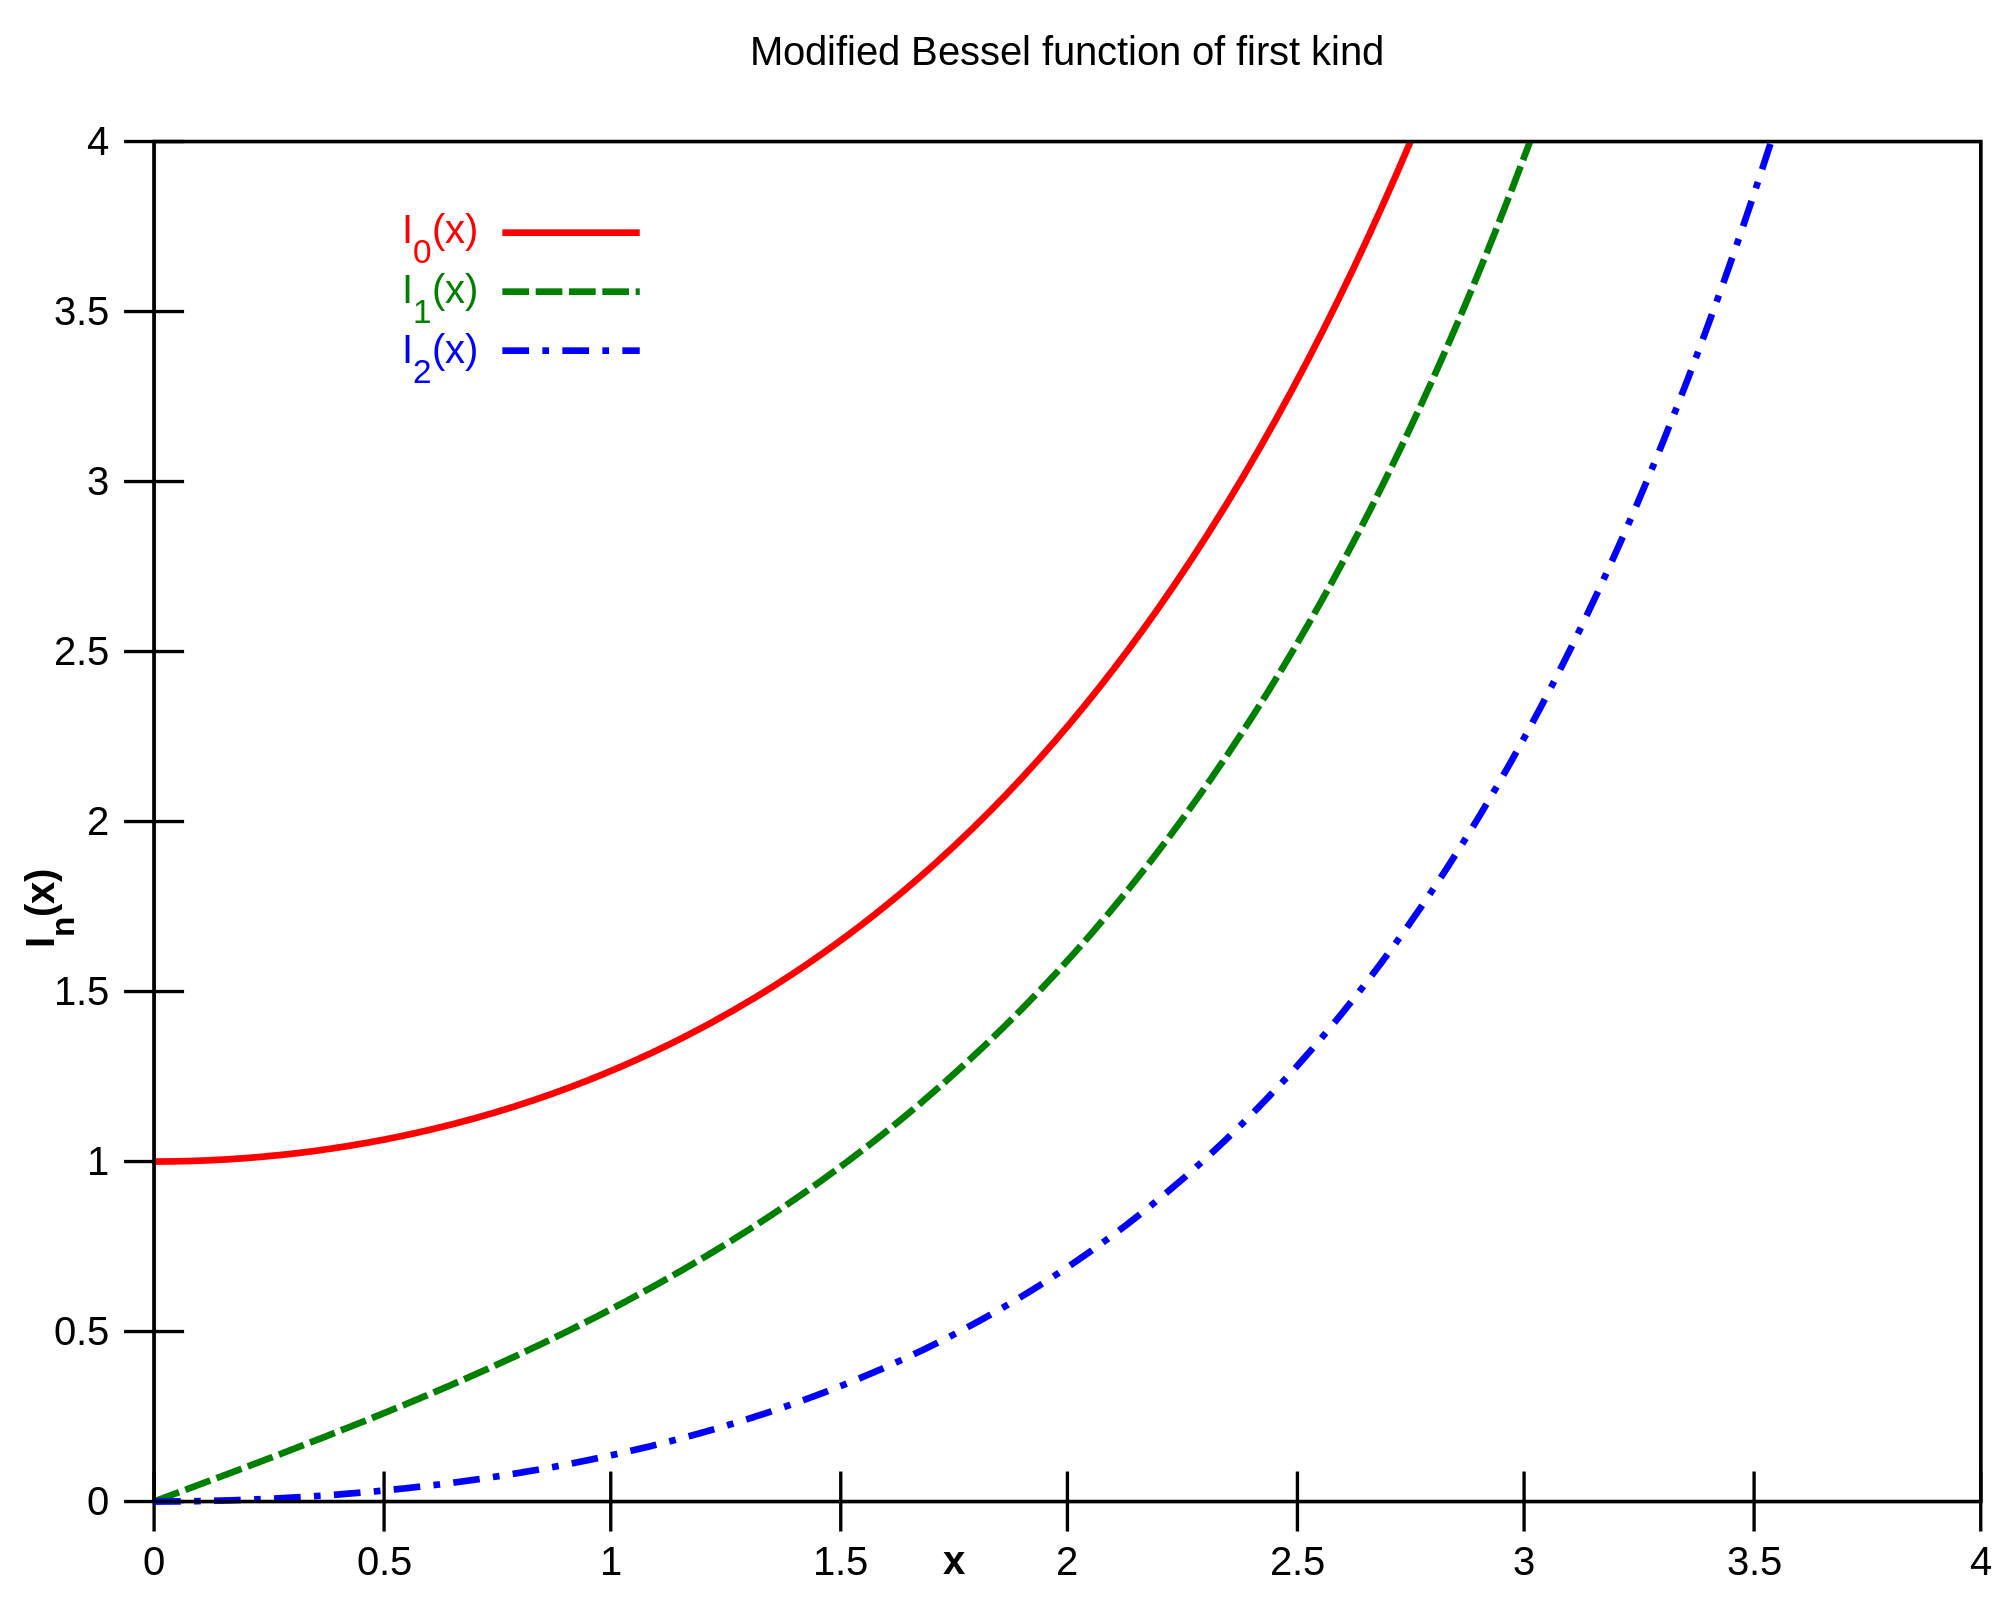 Modified Bessel function of first kind
I0(x)
I1(x)
I2(x)
In(x)
4
3.5
3
2.5
2
1.5
1
0.5
0
0 0.5 1 1.5 2 2.5 3 3.5 4
x